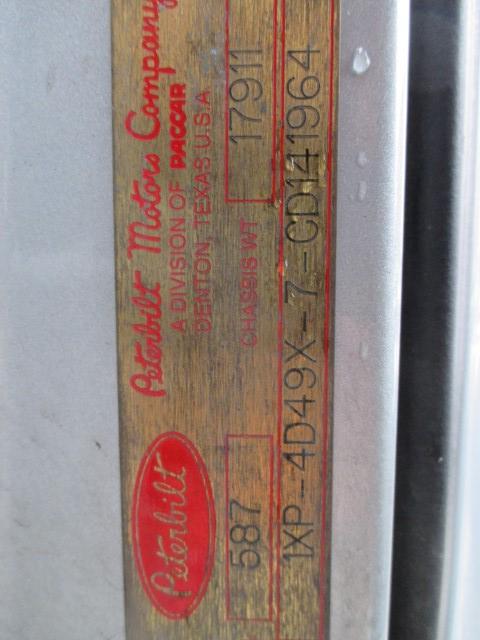 Peterbilt
Peterbilt Motors Company
A DIVISION OF PACCAR
DENTON, TEXAS U.S.A.
587 CHASSIS WT 17911
1XP-4D49X-7-CD141964